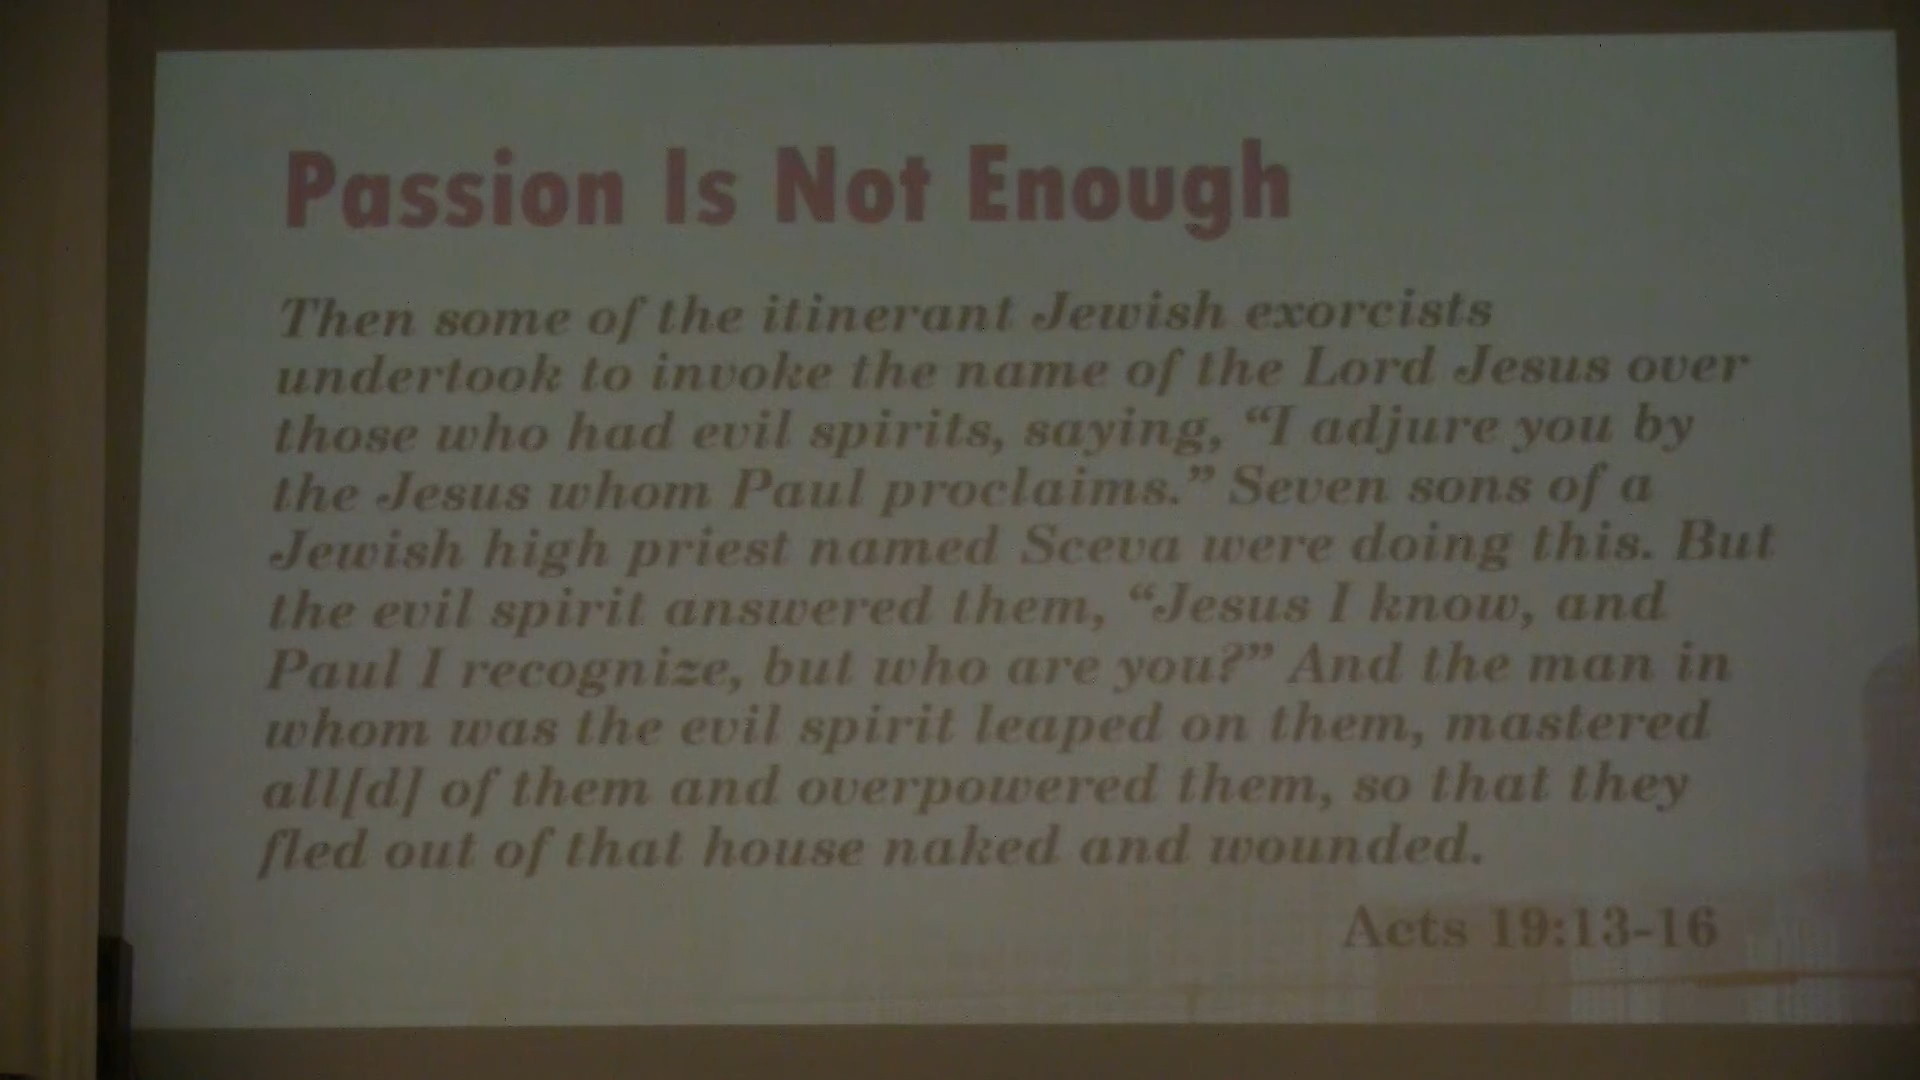 Passion Is Not Enough
Then some of the itinerant Jewish exorcists
undertook to invoke the name of the Lord Jesus over
those who had evil spirits, saying, “I adjure you by
the Jesus whom Paul proclaims.” Seven sons of a
Jewish high priest named Sceva were doing this. But
the evil spirit answered them, “Jesus I know, and
Paul I recognize, but who are you?” And the man in
whom was the evil spirit leaped on them, mastered
all[d] of them and overpowered them, so that they
fled out of that house naked and wounded.
Acts 19:13-16